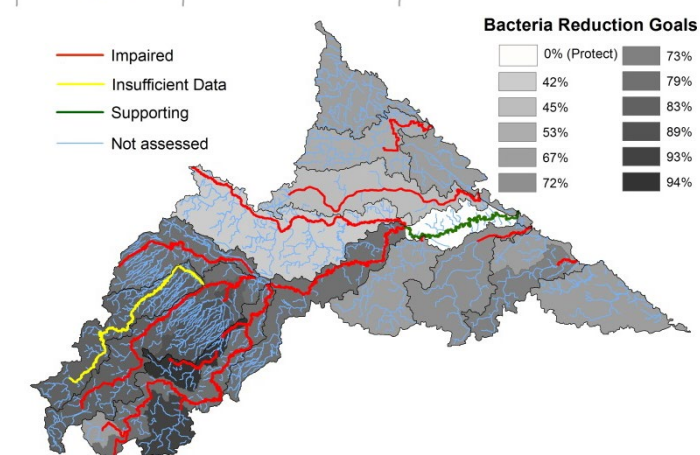 Bacteria Reduction Goals
Impaired
Insufficient Data
Supporting
Not assessed
0% (Protect)
42%
45%
53%
67%
72%
73%
79%
83%
89%
93%
94%